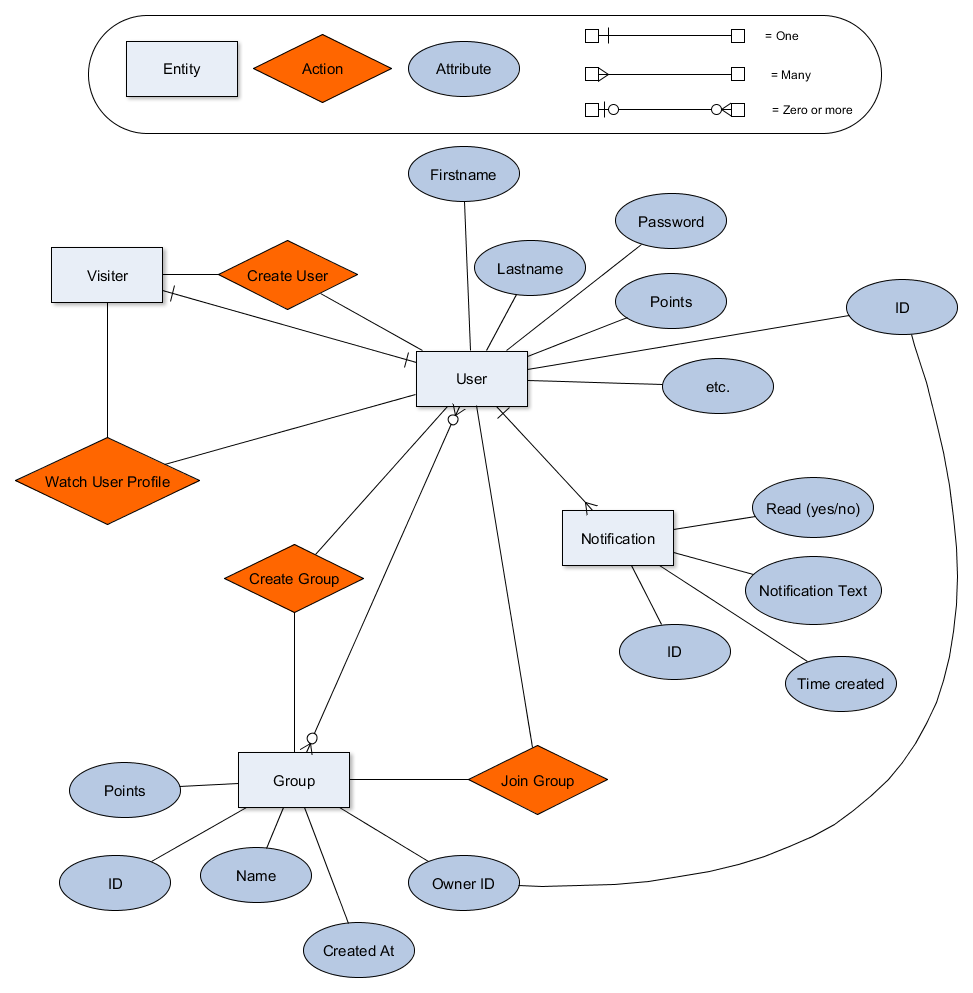 Entity
Action
Attribute
= One
= Many
= Zero or more
Firstname
Password
Lastname
Visiter
Create User
Points
ID
User
etc.
Watch User Profile
Read (yes/no)
Notification
Create Group
Notification Text
ID
Time created
Group
Join Group
Points
ID
Name
Owner ID
Created At